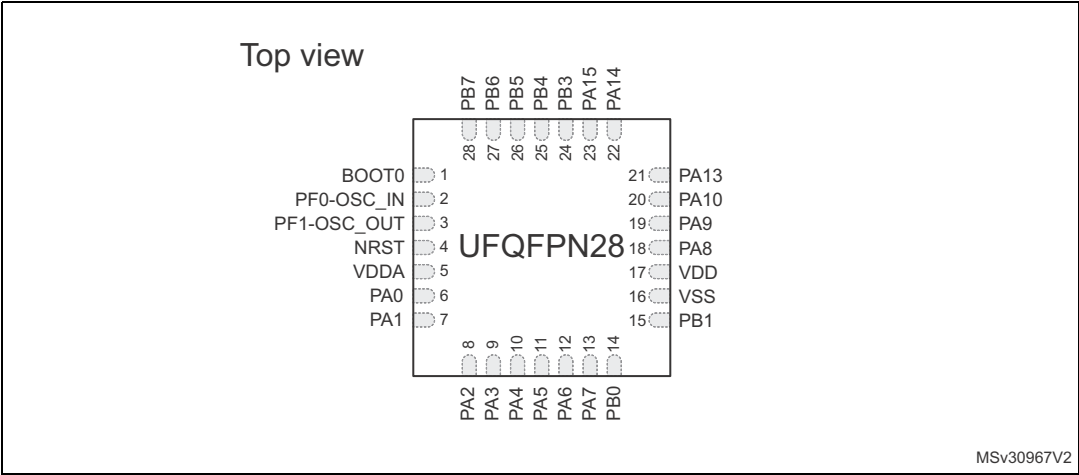 Top view
PB7
PB6
PB5
PB4
PB3
PA15
PA14
28
27
26
25
24
23
22
BOOT0 1
PF0-OSC_IN 2
PF1-OSC_OUT 3
NRST 4
VDDA 5
PA0 6
PA1 7
UFQFPN28
21 PA13
20 PA10
19 PA9
18 PA8
17 VDD
16 VSS
15 PB1
8
9
10
11
12
13
14
PA2
PA3
PA4
PA5
PA6
PA7
PB0
MSv30967V2